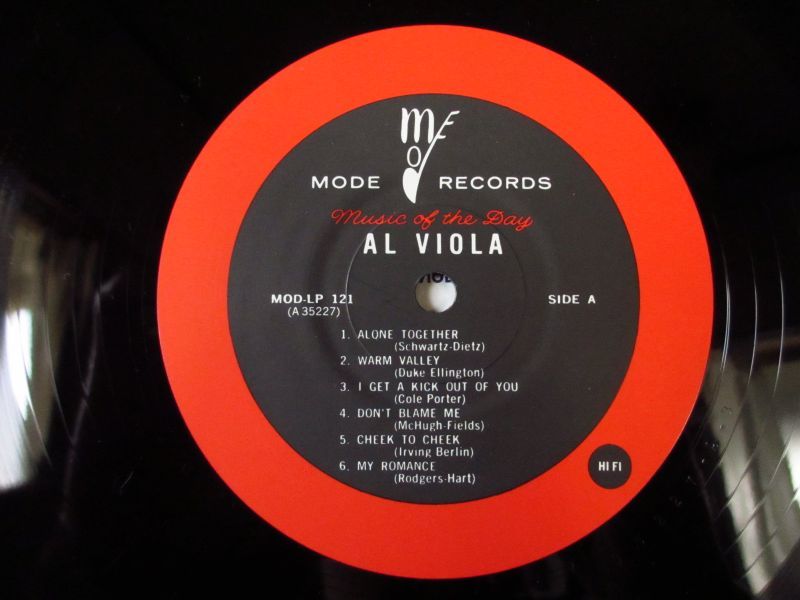 MODE
MODE RECORDS
Music of the Day
AL VIOLA
MOD-LP 121 SIDE A
(A 35227)
1. ALONE TOGETHER
(Schwartz-Dietz)
2. WARM VALLEY
(Duke Ellington)
3. I GET A KICK OUT OF YOU
(Cole Porter)
4. DON'T BLAME ME
(McHugh-Fields)
5. CHEEK TO CHEEK
(Irving Berlin)
6. MY ROMANCE
(Rodgers-Hart)
HI FI